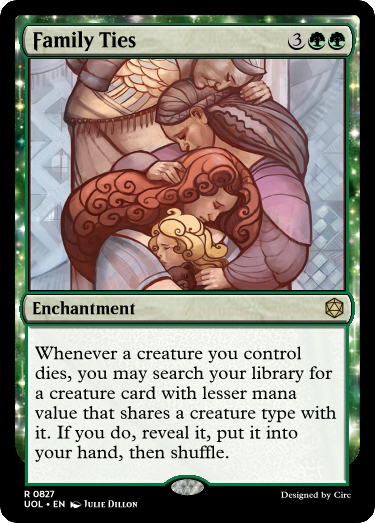 Family Ties 3
Enchantment
Whenever a creature you control
dies, you may search your library for
a creature card with lesser mana
value that shares a creature type with
it. If you do, reveal it, put it into
your hand, then shuffle.
R 0827
UOL • EN Julie Dillon
Designed by Circ